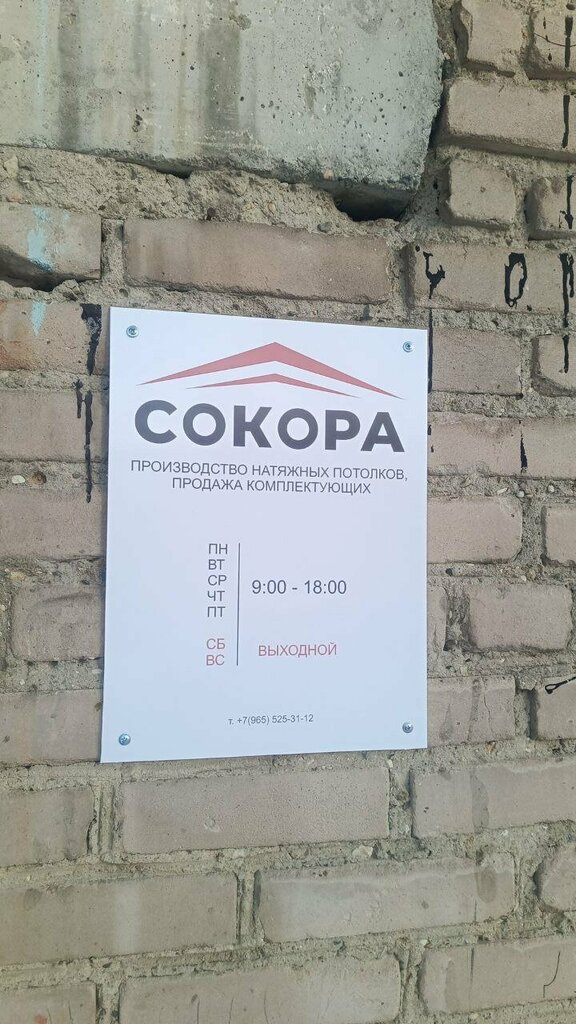 СОКОРА
ПРОИЗВОДСТВО НАТЯЖНЫХ ПОТОЛКОВ,
ПРОДАЖА КОМПЛЕКТУЮЩИХ
ПН
ВТ
СР 9:00 - 18:00
ЧТ
ПТ
СБ ВЫХОДНОЙ
ВС
т. +7(965) 525-31-12